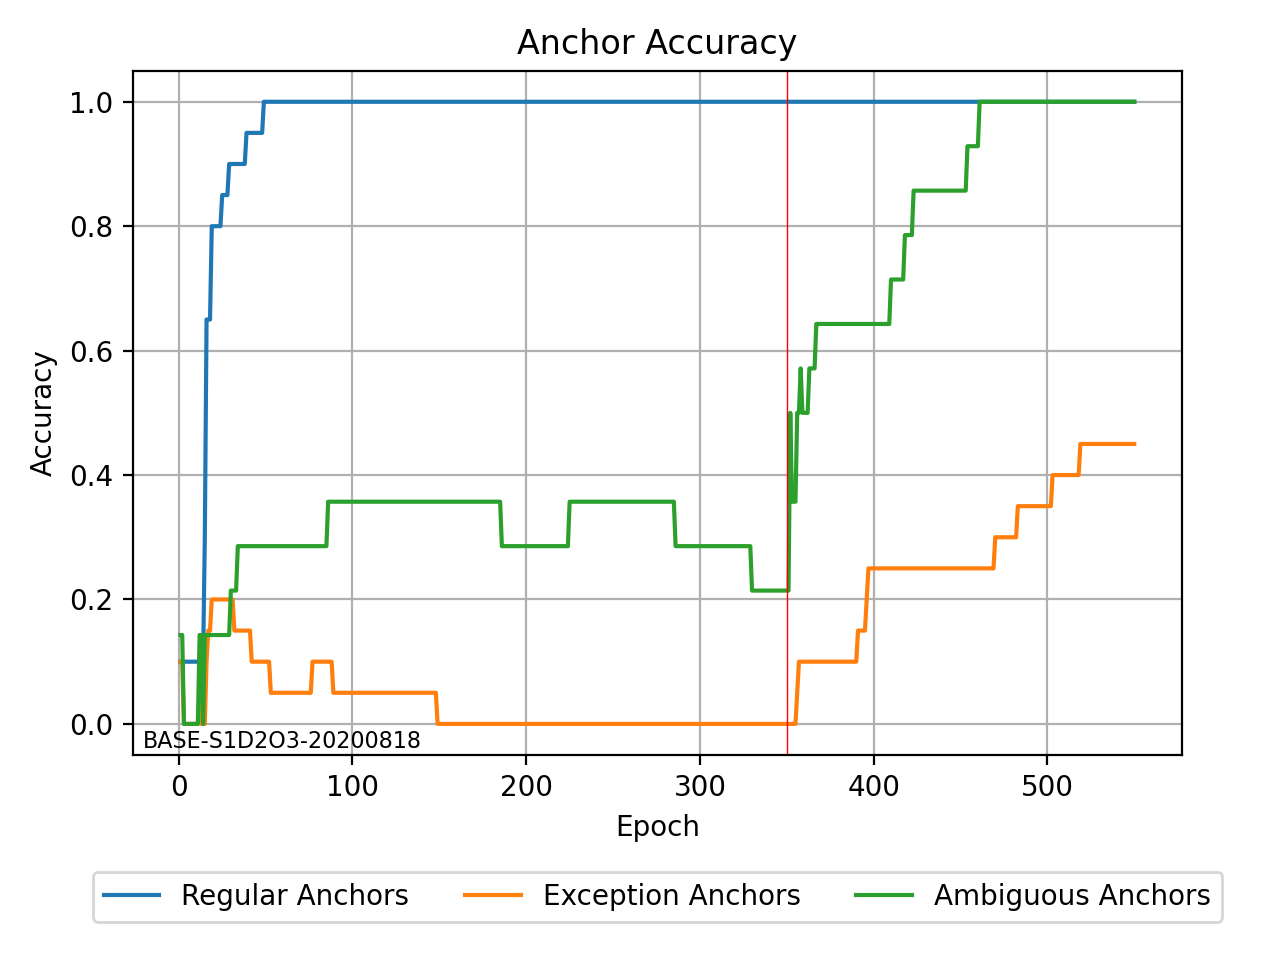 Anchor Accuracy
Accuracy
1.0
0.8
0.6
0.4
0.2
0.0
BASE-S1D2O3-20200818
0 100 200 300 400 500
Epoch
Regular Anchors Exception Anchors Ambiguous Anchors